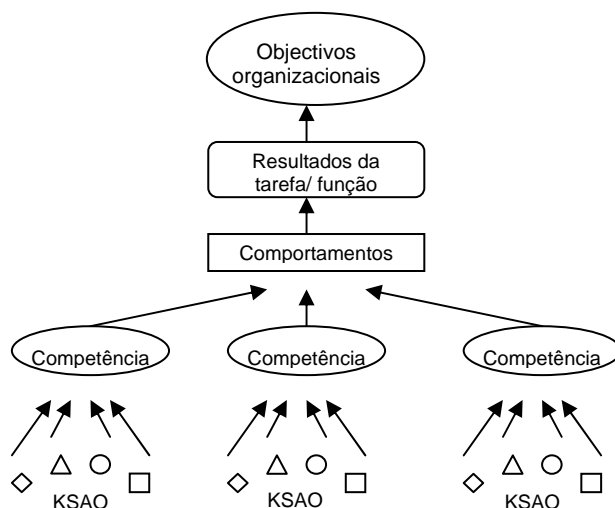 Objectivos
organizacionais
Resultados da
tarefa/ função
Comportamentos
Competência
Competência
Competência
KSAO
KSAO
KSAO